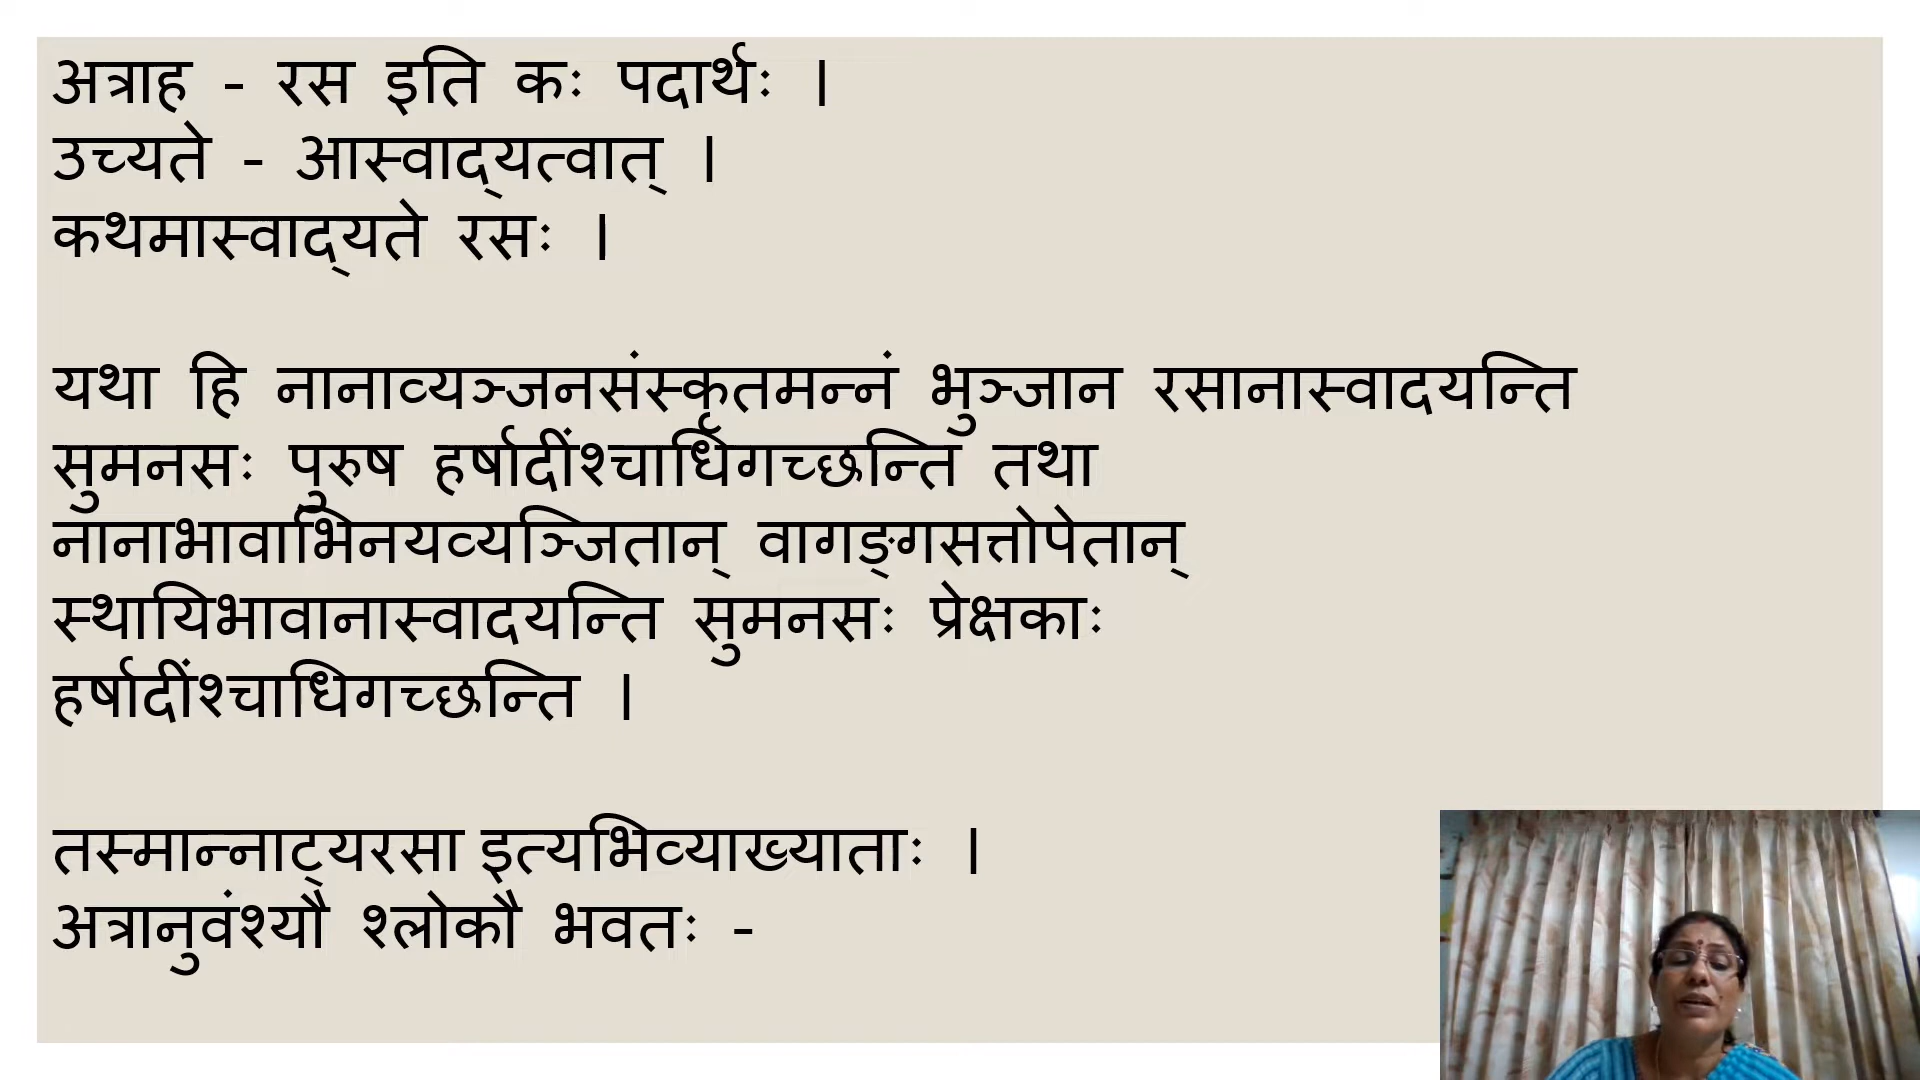 अत्राह - रस इति कः पदार्थः ।
उच्यते - आस्वाद्यत्वात् ।
कथमास्वाद्यते रसः ।
यथा हि नानाव्यञ्जनसंस्कृतमन्नं भुञ्जान रसानास्वादयन्ति
सुमनसः पुरुष हर्षादींश्चाधिगच्छन्ति तथा
नानाभावाभिनयव्यञ्जितान् वागङ्गसत्तोपेतान्
स्थायिभावानास्वादयन्ति सुमनसः प्रेक्षकाः
हर्षादींश्चाधिगच्छन्ति ।
तस्मान्नाट्यरसा इत्यभिव्याख्याताः ।
अत्रानुवंश्यौ श्लोकौ भवतः -